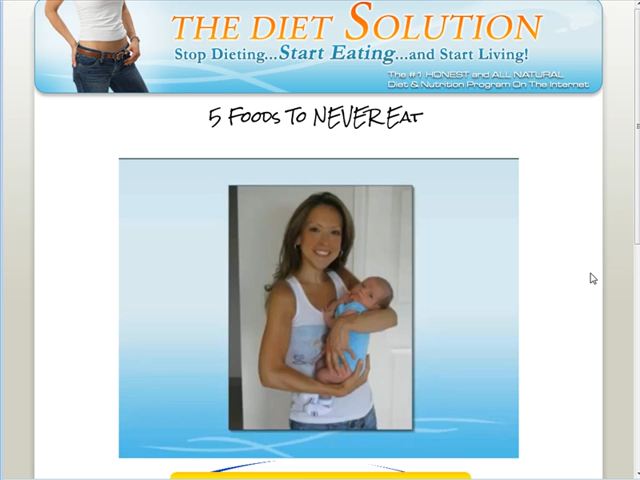 THE DIET SOLUTION
Stop Dieting...Start Eating...and Start Living!
The #1 HONEST and ALL NATURAL
Diet & Nutrition Program On The Internet
5 Foods To NEVER Eat